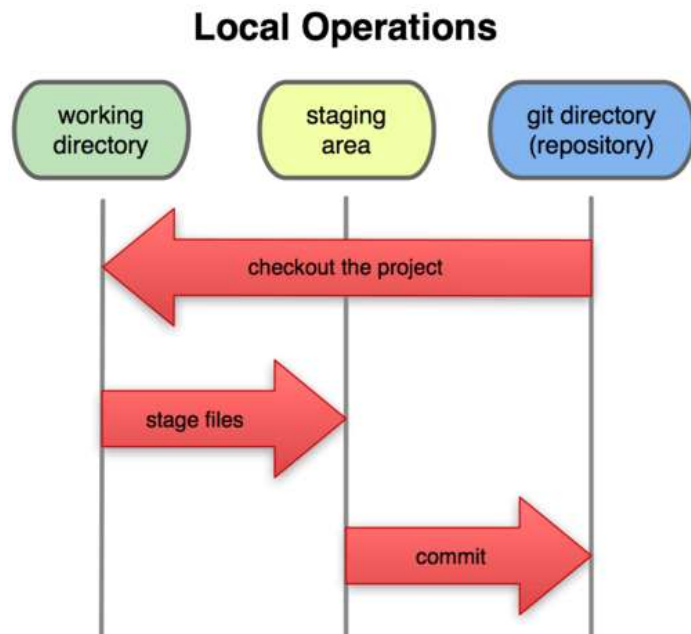 Local Operations
working
directory
staging
area
git directory
(repository)
checkout the project
stage files
commit